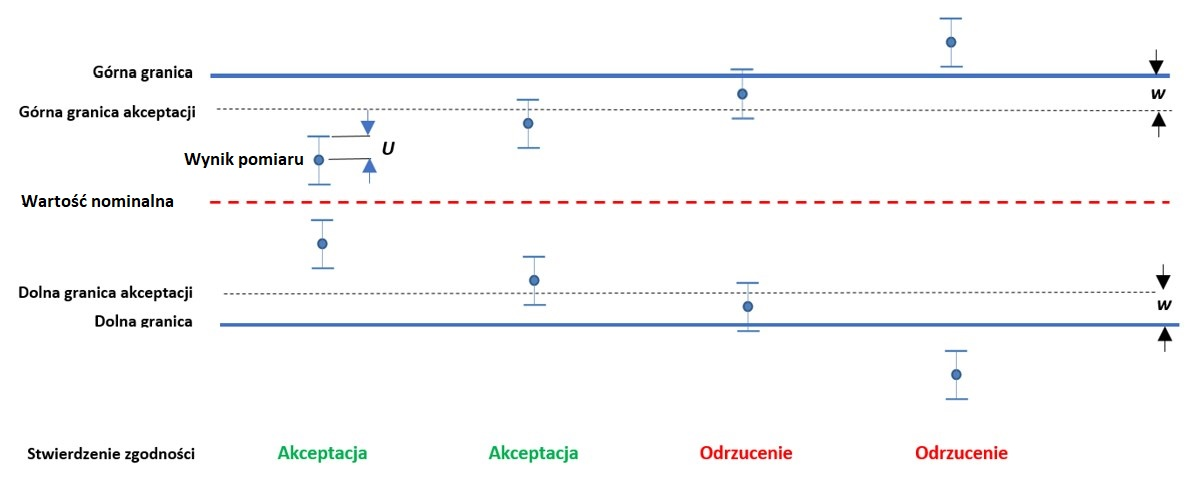 Górna granica
w
Górna granica akceptacji
U
Wynik pomiaru
Wartość nominalna
Dolna granica akceptacji
w
Dolna granica
Stwierdzenie zgodności
Akceptacja
Akceptacja
Odrzucenie
Odrzucenie